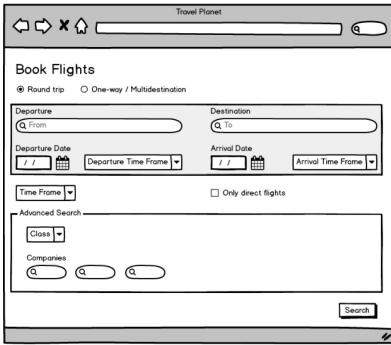 Travel Planet
Book Flights
Round trip One-way / Multidestination
Departure Destination
From To
Departure Date Arrival Date
/ / Departure Time Frame / / Arrival Time Frame
Time Frame Only direct flights
Advanced Search
Class
Companies
Search